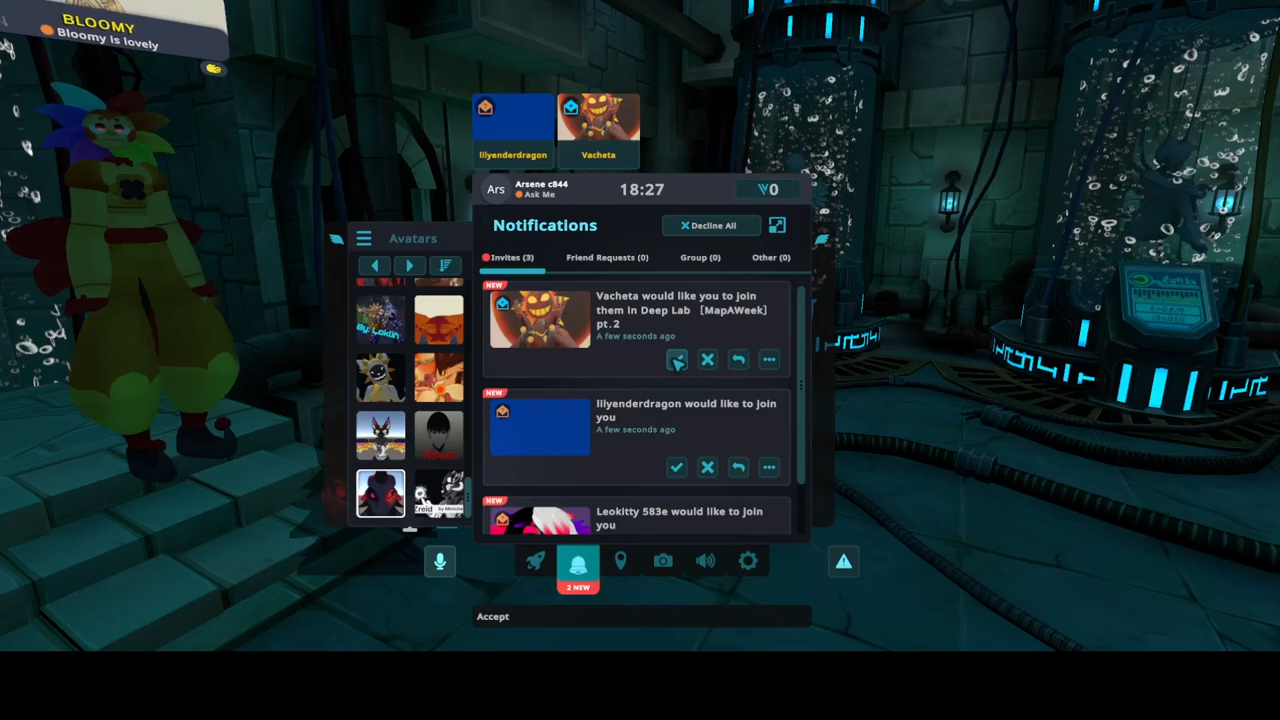 BLOOMY
Bloomy is lovely
lilyenderdragon
Vacheta
Ars
Arsene c844
Ask Me
18:27
0
Notifications
Decline All
Avatars
Invites (3)
Friend Requests (0)
Group (0)
Other (0)
NEW
Vacheta would like you to join
them in Deep Lab [MapAWeek]
pt.2
A few seconds ago
By Loklin
NEW
lilyenderdragon would like to join
you
A few seconds ago
NEW
Leokitty 583e would like to join
you
2 NEW
Accept